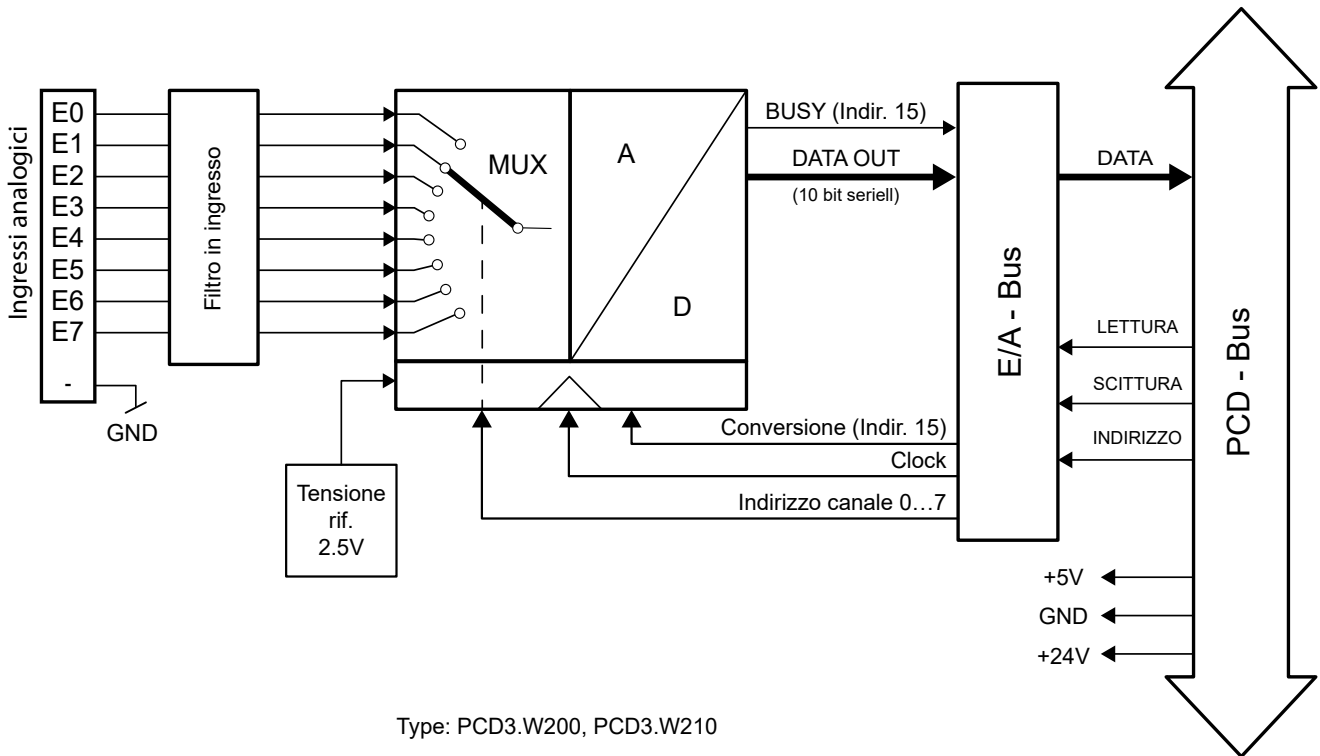 Ingressi analogici
E0
E1
E2
E3
E4
E5
E6
E7
-
GND
Filtro in ingresso
MUX
A
D
Tensione
rif.
2.5V
BUSY (Indir. 15)
DATA OUT
(10 bit seriell)
Conversione (Indir. 15)
Clock
Indirizzo canale 0…7
E/A - Bus
DATA
LETTURA
SCITTURA
INDIRIZZO
PCD - Bus
+5V
GND
+24V
Type: PCD3.W200, PCD3.W210